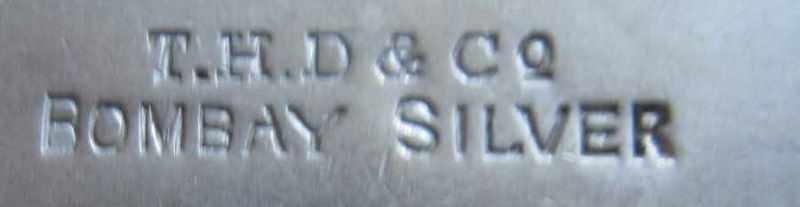 T.H.D & Co
BOMBAY SILVER